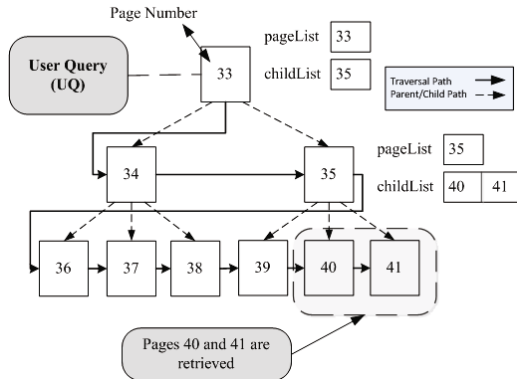 Page Number
User Query
(UQ)
33
pageList 33
childList 35
Traversal Path
Parent/Child Path
34
35
pageList 35
childList 40 41
36 37 38 39 40 41
Pages 40 and 41 are
retrieved